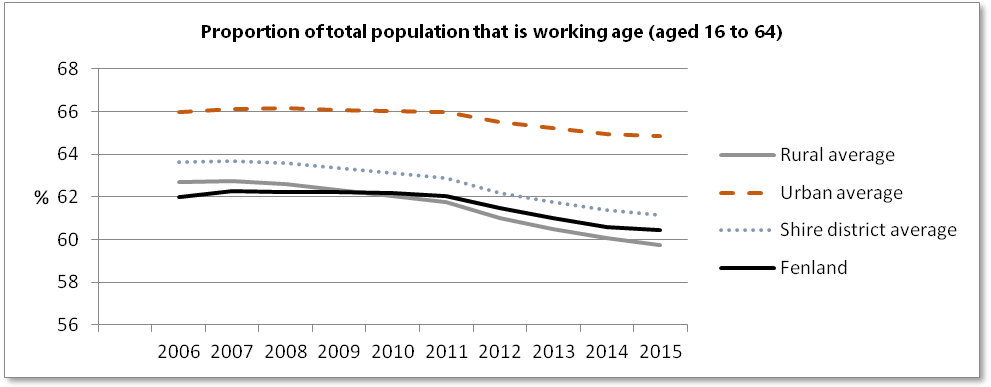 Proportion of total population that is working age (aged 16 to 64)
68
66
64
62
60
58
56
%
2006 2007 2008 2009 2010 2011 2012 2013 2014 2015
Rural average
Urban average
Shire district average
Fenland